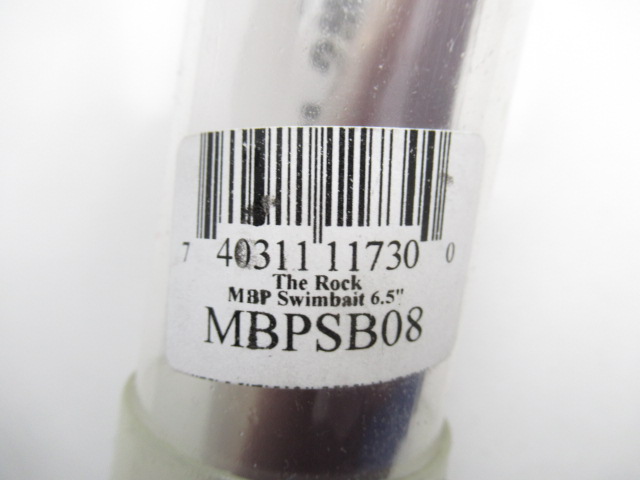 7 40311 11730 0
The Rock
MBP Swimbait 6.5"
MBPSB08